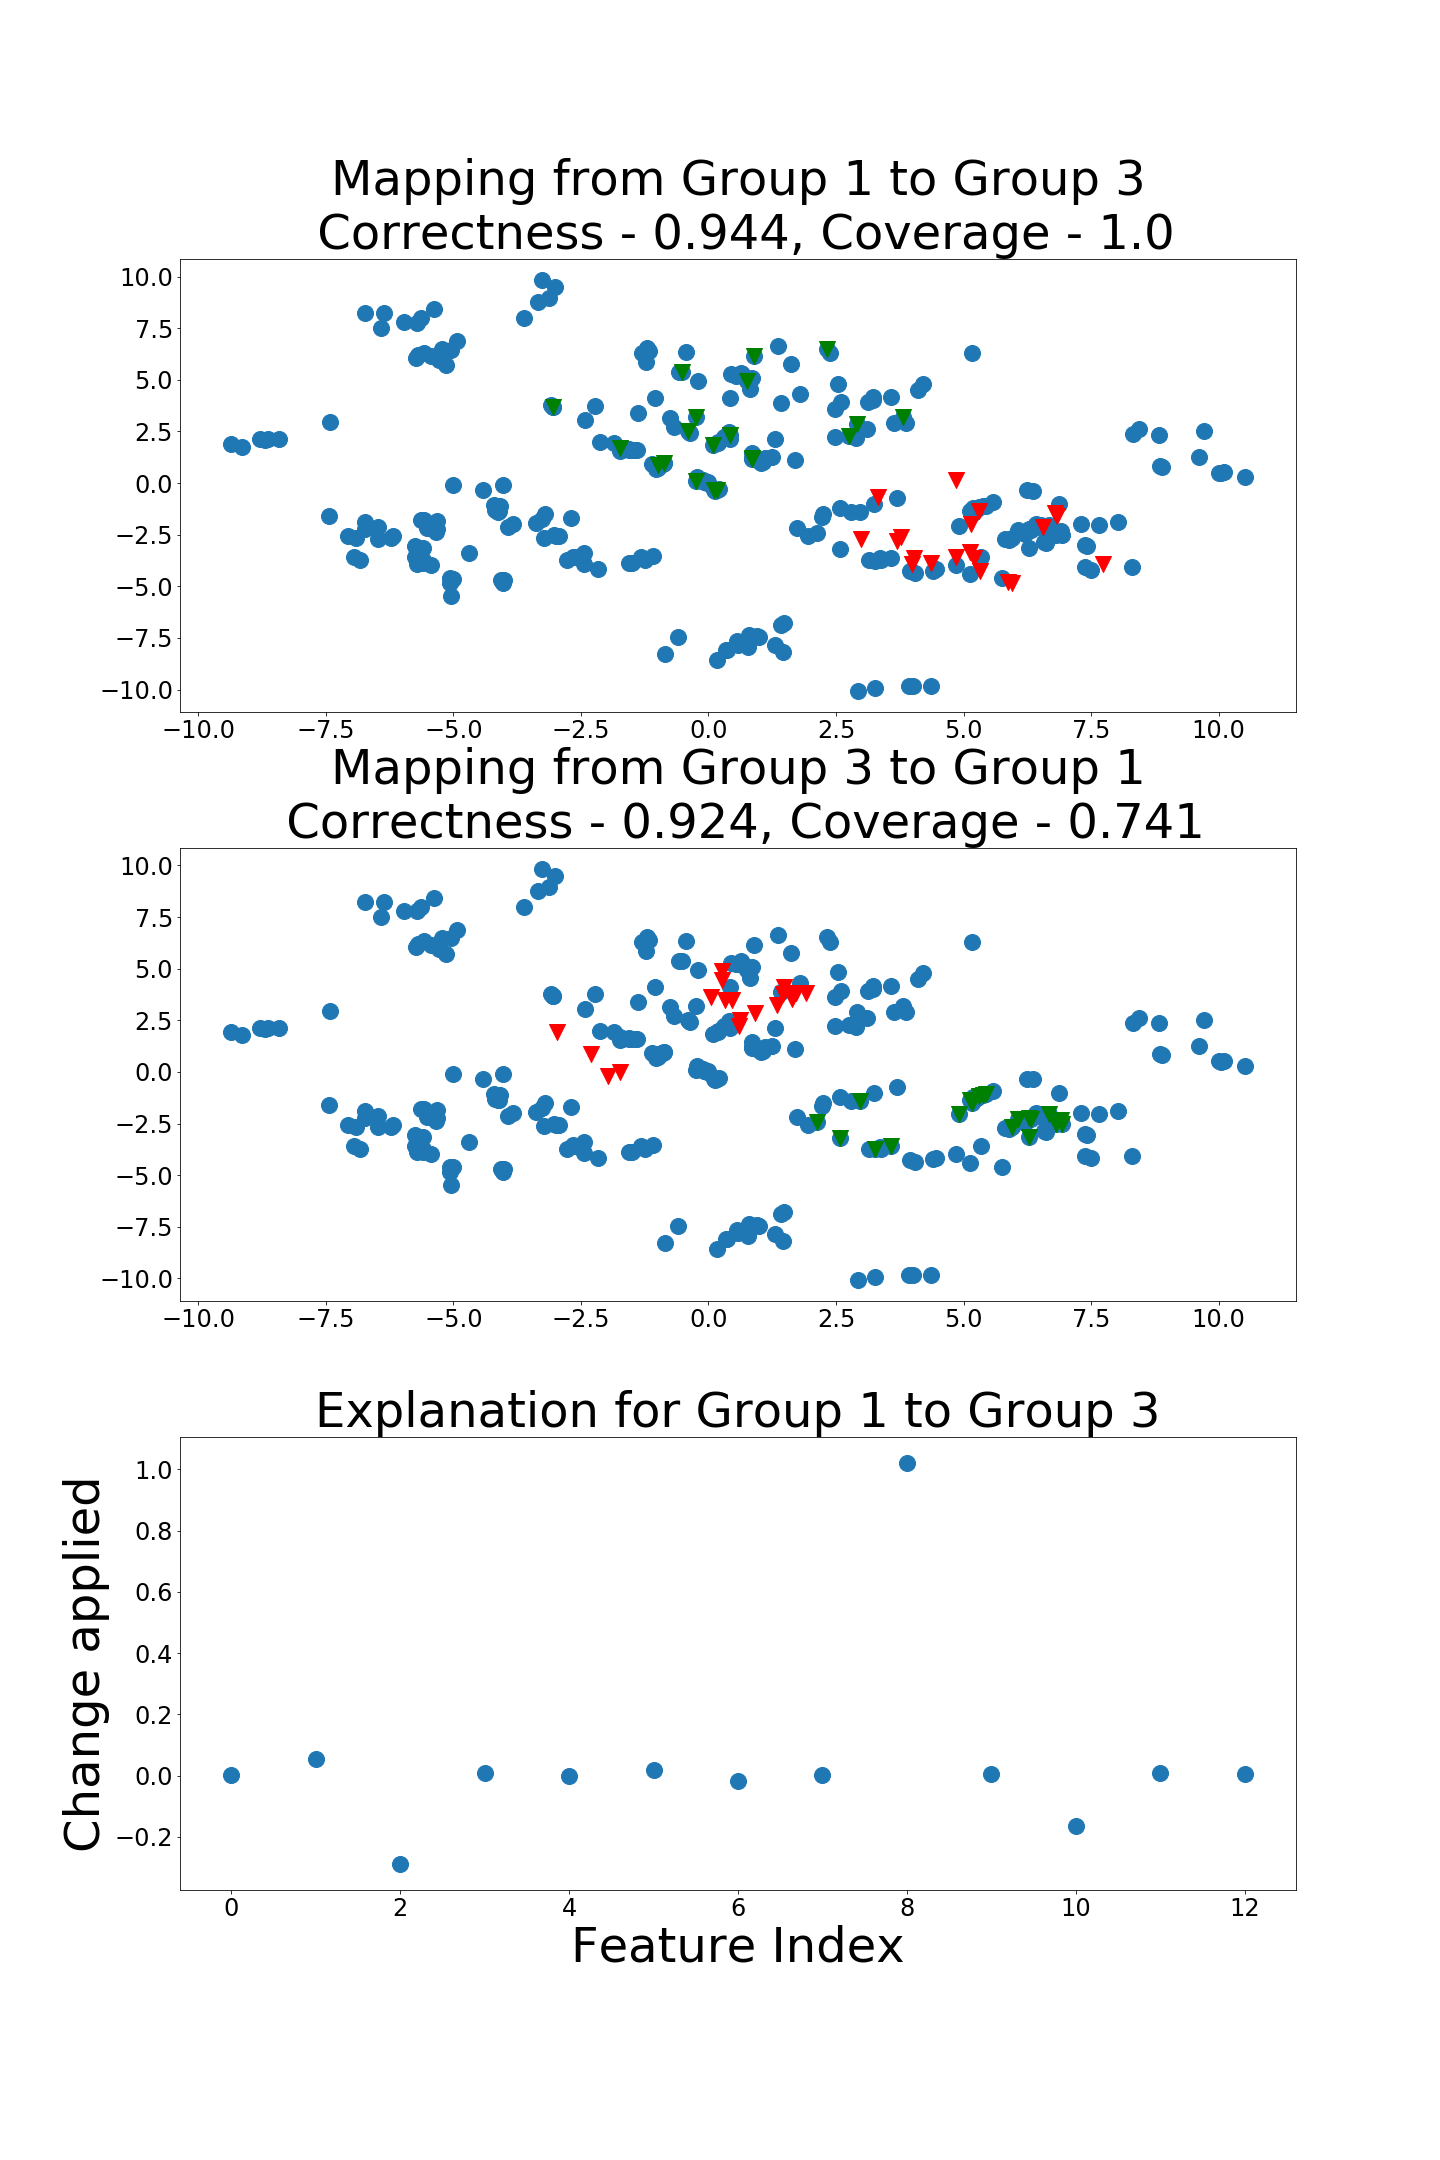 Mapping from Group 1 to Group 3
Correctness - 0.944, Coverage - 1.0
10.0
7.5
5.0
2.5
0.0
−2.5
−5.0
−7.5
−10.0
−10.0 −7.5 −5.0 −2.5 0.0 2.5 5.0 7.5 10.0
Mapping from Group 3 to Group 1
Correctness - 0.924, Coverage - 0.741
10.0
7.5
5.0
2.5
0.0
−2.5
−5.0
−7.5
−10.0
−10.0 −7.5 −5.0 −2.5 0.0 2.5 5.0 7.5 10.0
Explanation for Group 1 to Group 3
Change applied
1.0
0.8
0.6
0.4
0.2
0.0
−0.2
0 2 4 6 8 10 12
Feature Index